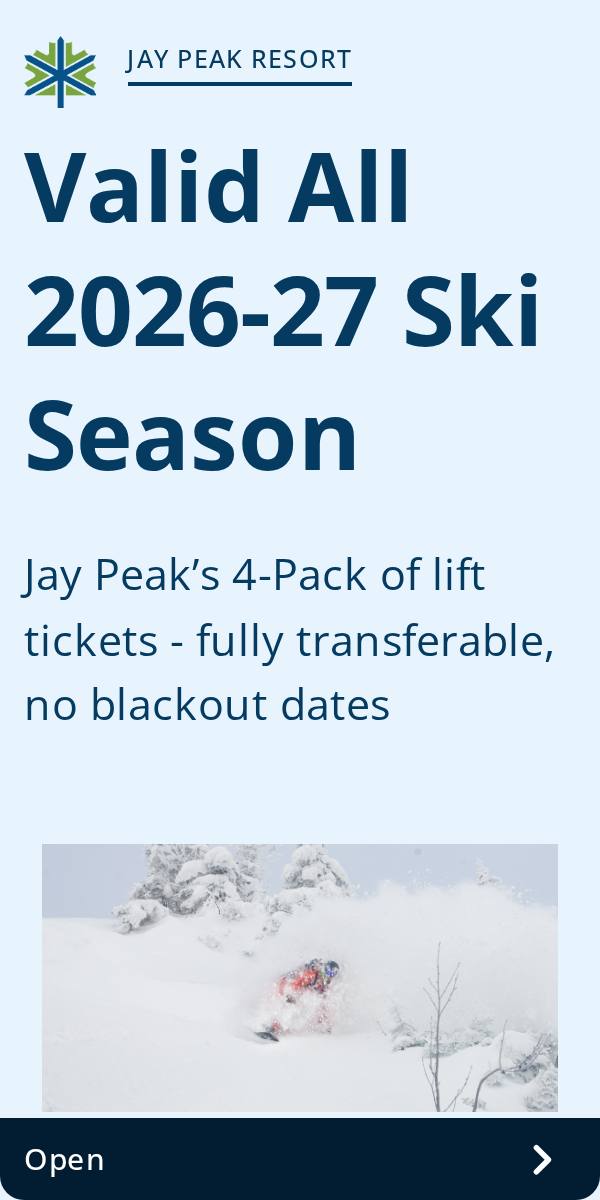 JAY PEAK RESORT
Valid All
2026-27 Ski
Season
Jay Peak’s 4-Pack of lift
tickets - fully transferable,
no blackout dates
Open